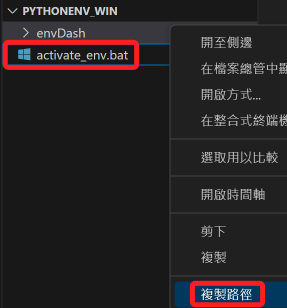 PYTHONENV_WIN
envDash
activate_env.bat
開至側邊
在檔案總管中顯
開啟方式...
在整合式終端機
選取用以比較
開啟時間軸
剪下
複製
複製路徑